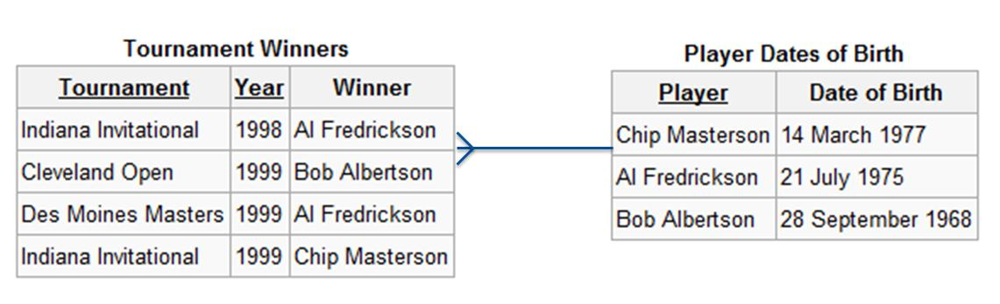 Tournament Winners
Tournament Year Winner
Indiana Invitational 1998 Al Fredrickson
Cleveland Open 1999 Bob Albertson
Des Moines Masters 1999 Al Fredrickson
Indiana Invitational 1999 Chip Masterson
Player Dates of Birth
Player Date of Birth
Chip Masterson 14 March 1977
Al Fredrickson 21 July 1975
Bob Albertson 28 September 1968